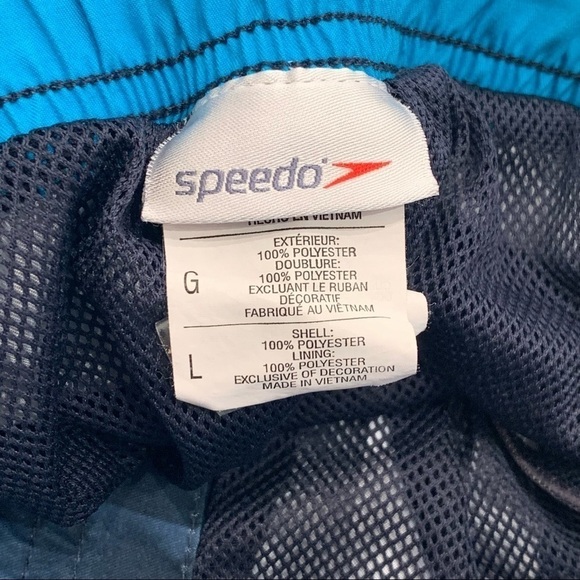 speedo
HECHO EN VIETNAM
G
EXTÉRIEUR:
100% POLYESTER
DOUBLURE:
100% POLYESTER
EXCLUANT LE RUBAN
DÉCORATIF
FABRIQUÉ AU VIÊTNAM
L
SHELL:
100% POLYESTER
LINING:
100% POLYESTER
EXCLUSIVE OF DECORATION
MADE IN VIETNAM